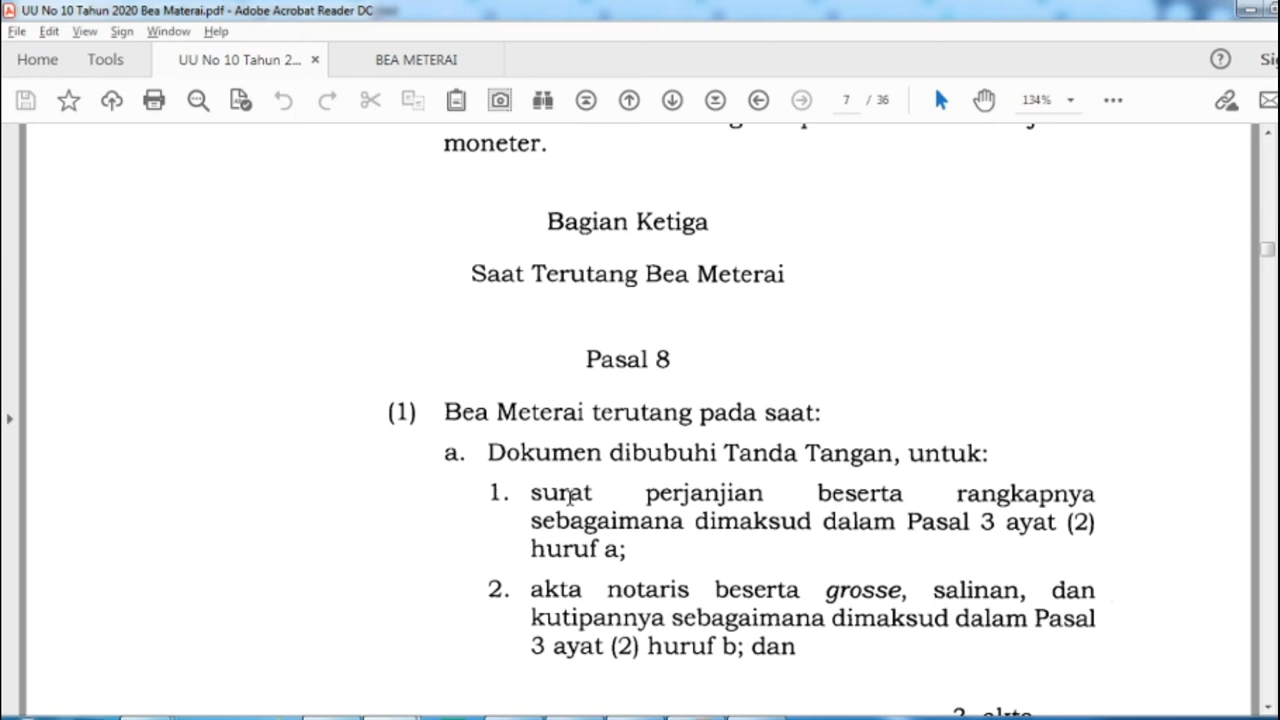 UU No 10 Tahun 2020 Bea Materai.pdf - Adobe Acrobat Reader DC
File Edit View Sign Window Help
Home Tools UU No 10 Tahun 2... × BEA METERAI
7 / 36 134%
moneter.
Bagian Ketiga
Saat Terutang Bea Meterai
Pasal 8
(1) Bea Meterai terutang pada saat:
a. Dokumen dibubuhi Tanda Tangan, untuk:
1. surat perjanjian beserta rangkapnya
sebagaimana dimaksud dalam Pasal 3 ayat (2)
huruf a;
2. akta notaris beserta grosse, salinan, dan
kutipannya sebagaimana dimaksud dalam Pasal
3 ayat (2) huruf b; dan